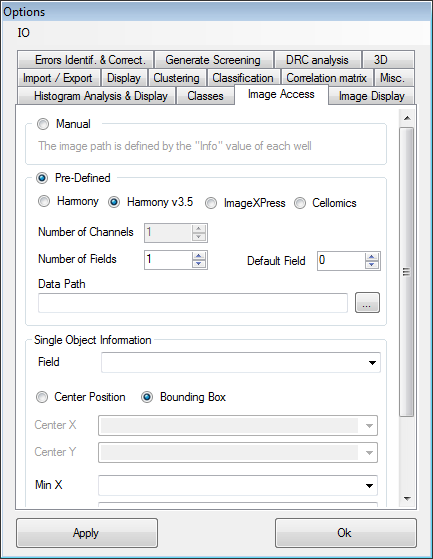 Options
IO
Errors Identif. & Correct. Generate Screening DRC analysis 3D
Import / Export Display Clustering Classification Correlation matrix Misc.
Histogram Analysis & Display Classes Image Access Image Display
Manual
The image path is defined by the "Info" value of each well
Pre-Defined
Harmony Harmony v3.5 ImageXPress Cellomics
Number of Channels 1
Number of Fields 1 Default Field 0
Data Path
...
Single Object Information
Field
Center Position Bounding Box
Center X
Center Y
Min X
Apply Ok